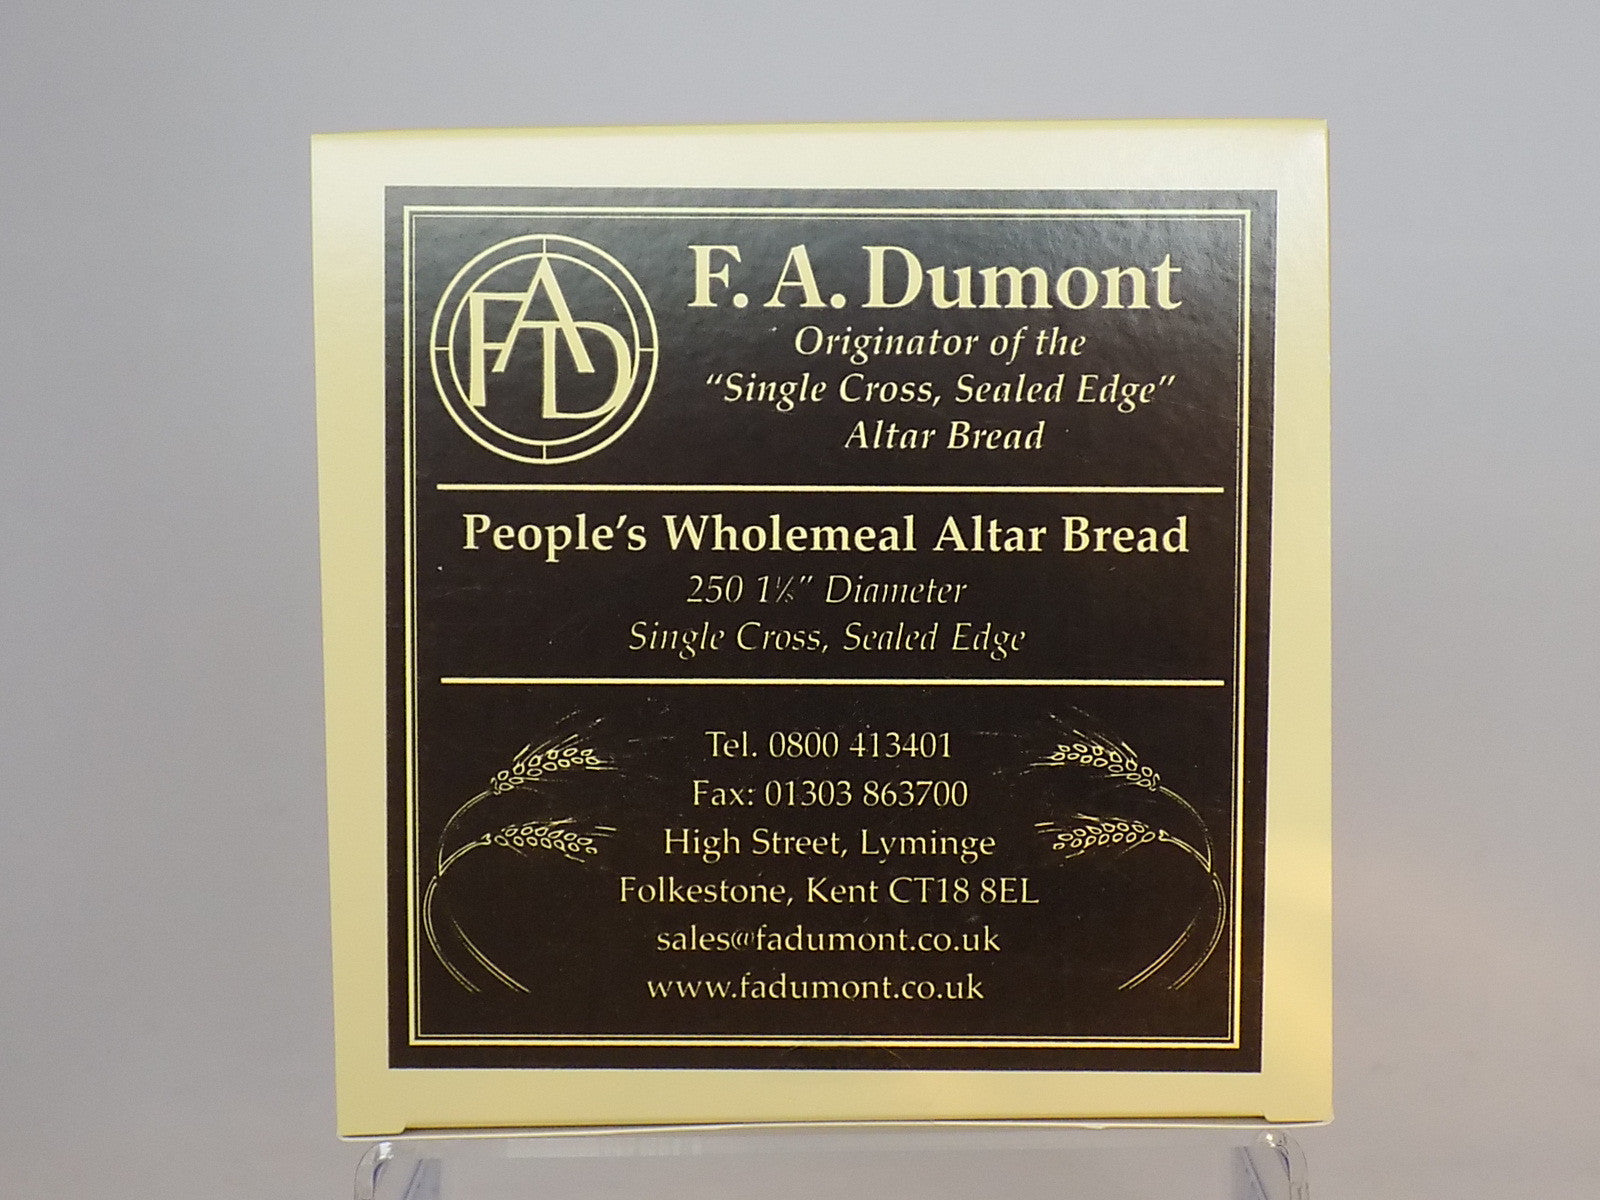 FAD
F. A. Dumont
Originator of the
“Single Cross, Sealed Edge”
Altar Bread
People’s Wholemeal Altar Bread
250 1⅛” Diameter
Single Cross, Sealed Edge
Tel. 0800 413401
Fax: 01303 863700
High Street, Lyminge
Folkestone, Kent CT18 8EL
sales@fadumont.co.uk
www.fadumont.co.uk